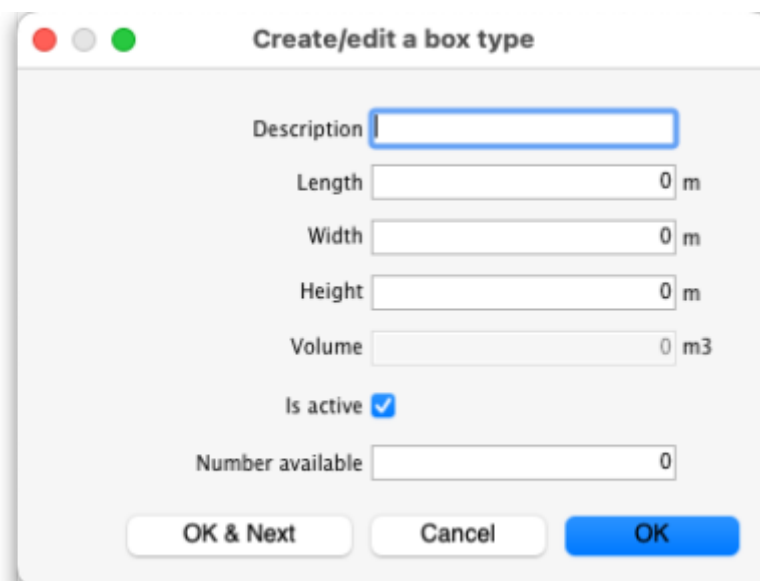 Create/edit a box type
Description
Length 0 m
Width 0 m
Height 0 m
Volume 0 m3
Is active
Number available 0
OK & Next Cancel OK